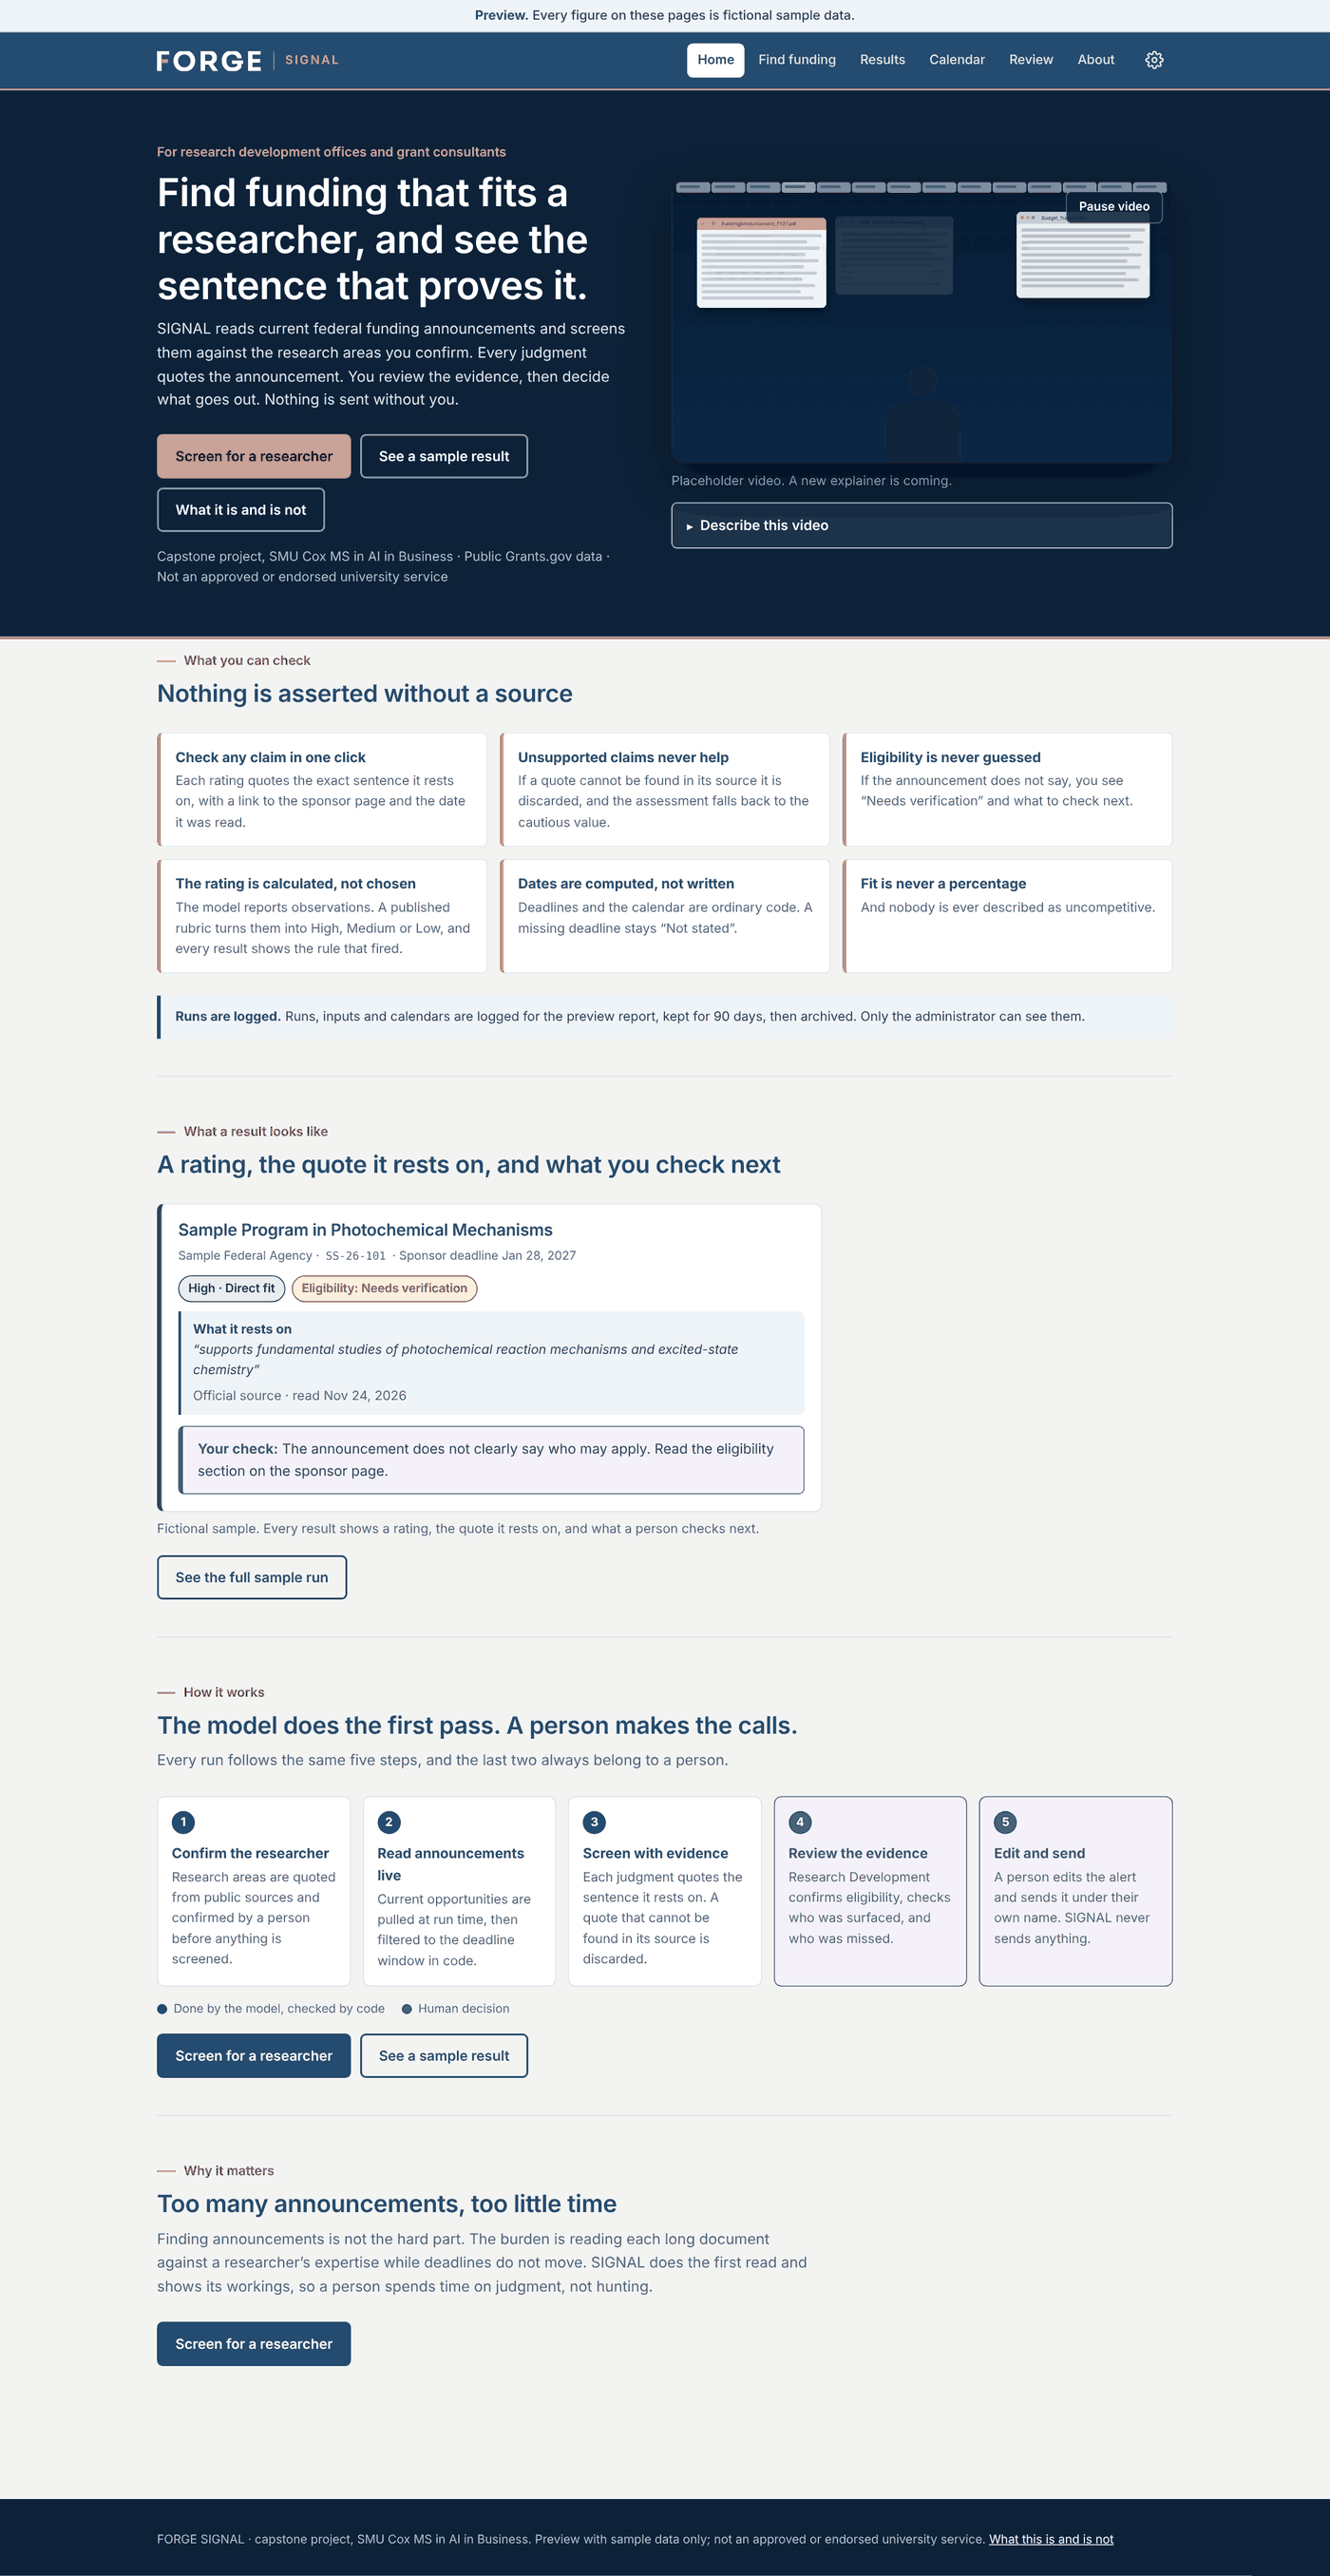 Preview. Every figure on these pages is fictional sample data.
FORGE | SIGNAL
Home
Find funding
Results
Calendar
Review
About
For research development offices and grant consultants
Find funding that fits a
researcher, and see the
sentence that proves it.
SIGNAL reads current federal funding announcements and screens
them against the research areas you confirm. Every judgment
quotes the announcement. You review the evidence, then decide
what goes out. Nothing is sent without you.
Screen for a researcher
See a sample result
What it is and is not
Capstone project, SMU Cox MS in AI in Business · Public Grants.gov data ·
Not an approved or endorsed university service
Pause video
Placeholder video. A new explainer is coming.
▸ Describe this video
What you can check
Nothing is asserted without a source
Check any claim in one click
Each rating quotes the exact sentence it rests
on, with a link to the sponsor page and the date
it was read.
Unsupported claims never help
If a quote cannot be found in its source it is
discarded, and the assessment falls back to the
cautious value.
Eligibility is never guessed
If the announcement does not say, you see
“Needs verification” and what to check next.
The rating is calculated, not chosen
The model reports observations. A published
rubric turns them into High, Medium or Low, and
every result shows the rule that fired.
Dates are computed, not written
Deadlines and the calendar are ordinary code. A
missing deadline stays “Not stated”.
Fit is never a percentage
And nobody is ever described as uncompetitive.
Runs are logged. Runs, inputs and calendars are logged for the preview report, kept for 90 days, then archived. Only the administrator can see them.
What a result looks like
A rating, the quote it rests on, and what you check next
Sample Program in Photochemical Mechanisms
Sample Federal Agency · SS-26-101 · Sponsor deadline Jan 28, 2027
High · Direct fit
Eligibility: Needs verification
What it rests on
“supports fundamental studies of photochemical reaction mechanisms and excited-state
chemistry”
Official source · read Nov 24, 2026
Your check: The announcement does not clearly say who may apply. Read the eligibility
section on the sponsor page.
Fictional sample. Every result shows a rating, the quote it rests on, and what a person checks next.
See the full sample run
How it works
The model does the first pass. A person makes the calls.
Every run follows the same five steps, and the last two always belong to a person.
1
Confirm the researcher
Research areas are quoted
from public sources and
confirmed by a person
before anything is
screened.
2
Read announcements
live
Current opportunities are
pulled at run time, then
filtered to the deadline
window in code.
3
Screen with evidence
Each judgment quotes the
sentence it rests on. A
quote that cannot be
found in its source is
discarded.
4
Review the evidence
Research Development
confirms eligibility, checks
who was surfaced, and
who was missed.
5
Edit and send
A person edits the alert
and sends it under their
own name. SIGNAL never
sends anything.
Done by the model, checked by code
Human decision
Screen for a researcher
See a sample result
Why it matters
Too many announcements, too little time
Finding announcements is not the hard part. The burden is reading each long document
against a researcher’s expertise while deadlines do not move. SIGNAL does the first read and
shows its workings, so a person spends time on judgment, not hunting.
Screen for a researcher
FORGE SIGNAL · capstone project, SMU Cox MS in AI in Business. Preview with sample data only; not an approved or endorsed university service. What this is and is not